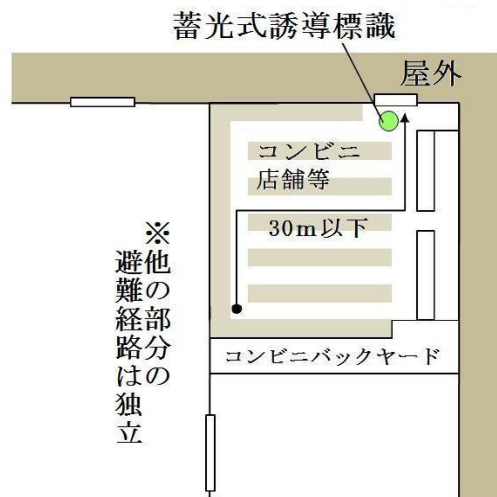 蓄光式誘導標識
屋外
コンビニ
店舗等
30m以下
※他の部分の
避難経路は独立
コンビニバックヤード